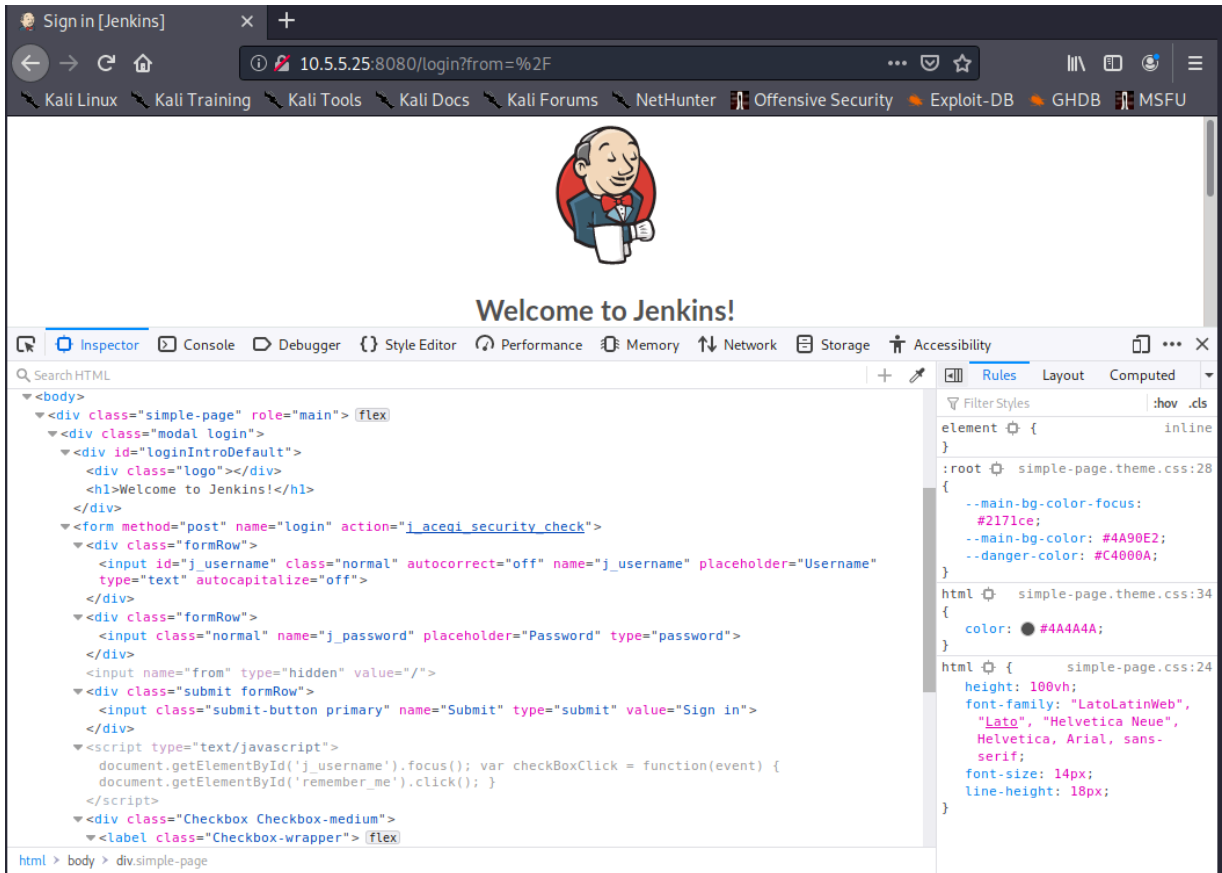 Sign in [Jenkins]
10.5.5.25:8080/login?from=%2F
Kali Linux Kali Training Kali Tools Kali Docs Kali Forums NetHunter Offensive Security Exploit-DB GHDB MSFU
Welcome to Jenkins!
Inspector Console Debugger Style Editor Performance Memory Network Storage Accessibility
Search HTML
<body>
<div class="simple-page" role="main"> flex
<div class="modal login">
<div id="loginIntroDefault">
<div class="logo"></div>
<h1>Welcome to Jenkins!</h1>
</div>
<form method="post" name="login" action="j_acegi_security_check">
<div class="formRow">
<input id="j_username" class="normal" autocorrect="off" name="j_username" placeholder="Username"
type="text" autocapitalize="off">
</div>
<div class="formRow">
<input class="normal" name="j_password" placeholder="Password" type="password">
</div>
<input name="from" type="hidden" value="/">
<div class="submit formRow">
<input class="submit-button primary" name="Submit" type="submit" value="Sign in">
</div>
<script type="text/javascript">
document.getElementById('j_username').focus(); var checkBoxClick = function(event) {
document.getElementById('remember_me').click(); }
</script>
<div class="Checkbox Checkbox-medium">
<label class="Checkbox-wrapper"> flex
html > body > div.simple-page
Rules Layout Computed
Filter Styles :hov .cls
element { inline
}
:root simple-page.theme.css:28
{
--main-bg-color-focus:
#2171ce;
--main-bg-color: #4A90E2;
--danger-color: #C4000A;
}
html simple-page.theme.css:34
{
color: #4A4A4A;
}
html { simple-page.css:24
height: 100vh;
font-family: "LatoLatinWeb",
"Lato", "Helvetica Neue",
Helvetica, Arial, sans-
serif;
font-size: 14px;
line-height: 18px;
}